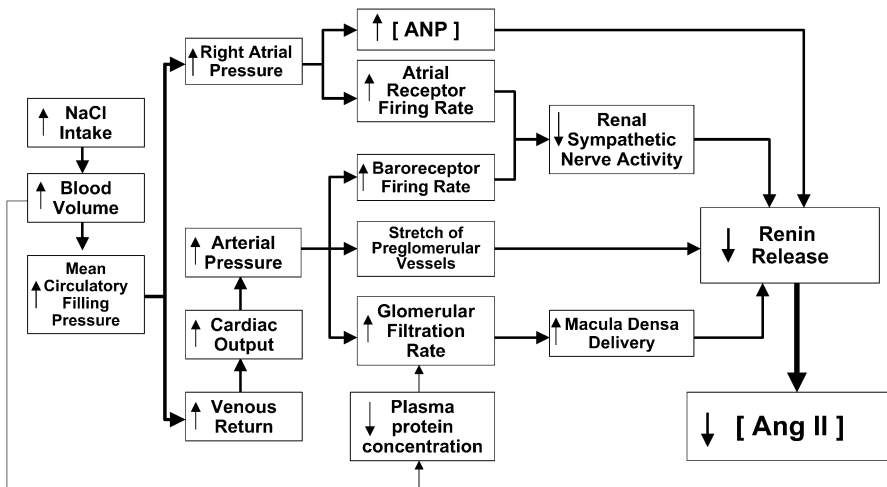 NaCl
Intake
Blood
Volume
Mean
Circulatory
Filling
Pressure
Right Atrial
Pressure
Arterial
Pressure
Cardiac
Output
Venous
Return
[ ANP ]
Atrial
Receptor
Firing Rate
Baroreceptor
Firing Rate
Stretch of
Preglomerular
Vessels
Glomerular
Filtration
Rate
Plasma
protein
concentration
Renal
Sympathetic
Nerve Activity
Macula Densa
Delivery
Renin
Release
[ Ang II ]